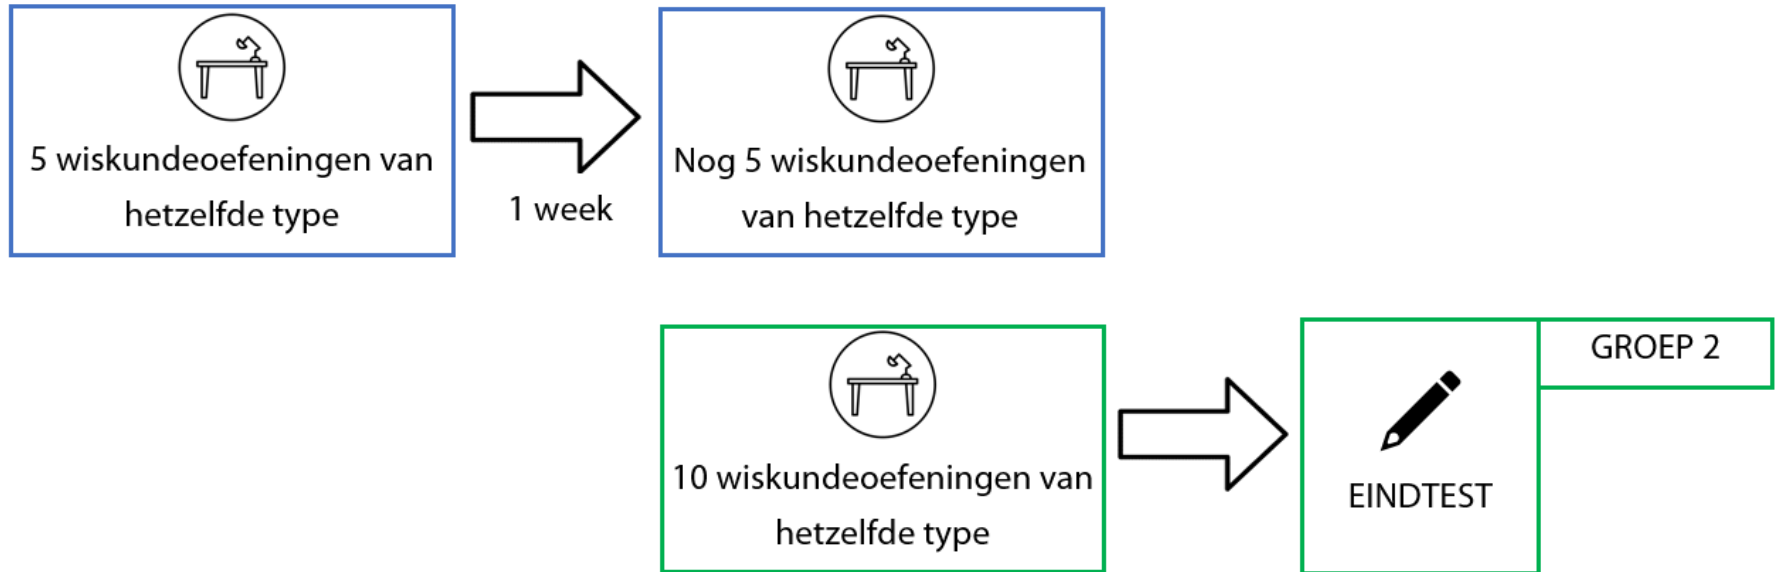 5 wiskundeoefeningen van
hetzelfde type
1 week
Nog 5 wiskundeoefeningen
van hetzelfde type
10 wiskundeoefeningen van
hetzelfde type
EINDTEST
GROEP 2